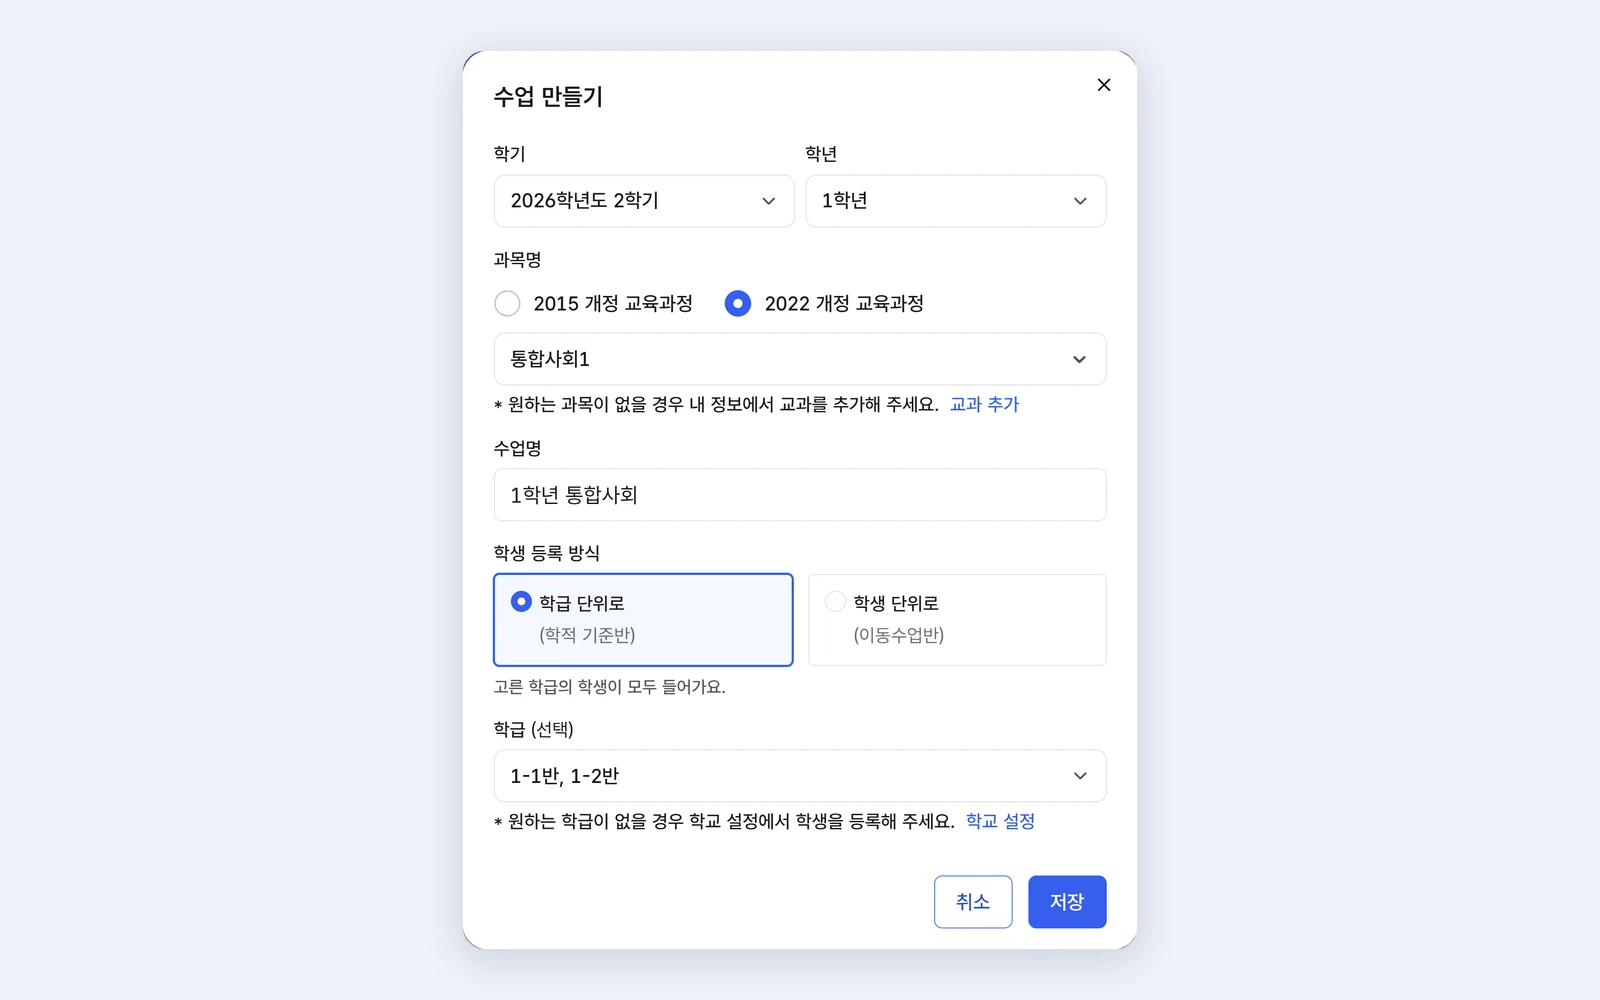 수업 만들기
학기
학년
2026학년도 2학기
1학년
과목명
2015 개정 교육과정
2022 개정 교육과정
통합사회1
* 원하는 과목이 없을 경우 내 정보에서 교과를 추가해 주세요. 교과 추가
수업명
1학년 통합사회
학생 등록 방식
학급 단위로
(학적 기준반)
학생 단위로
(이동수업반)
고른 학급의 학생이 모두 들어가요.
학급 (선택)
1-1반, 1-2반
* 원하는 학급이 없을 경우 학교 설정에서 학생을 등록해 주세요. 학교 설정
취소
저장